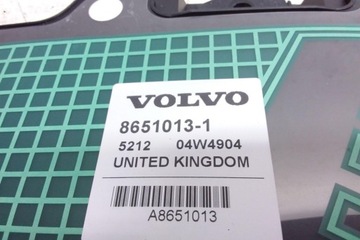 VOLVO
8651013-1
5212 04W4904
UNITED KINGDOM
A8651013